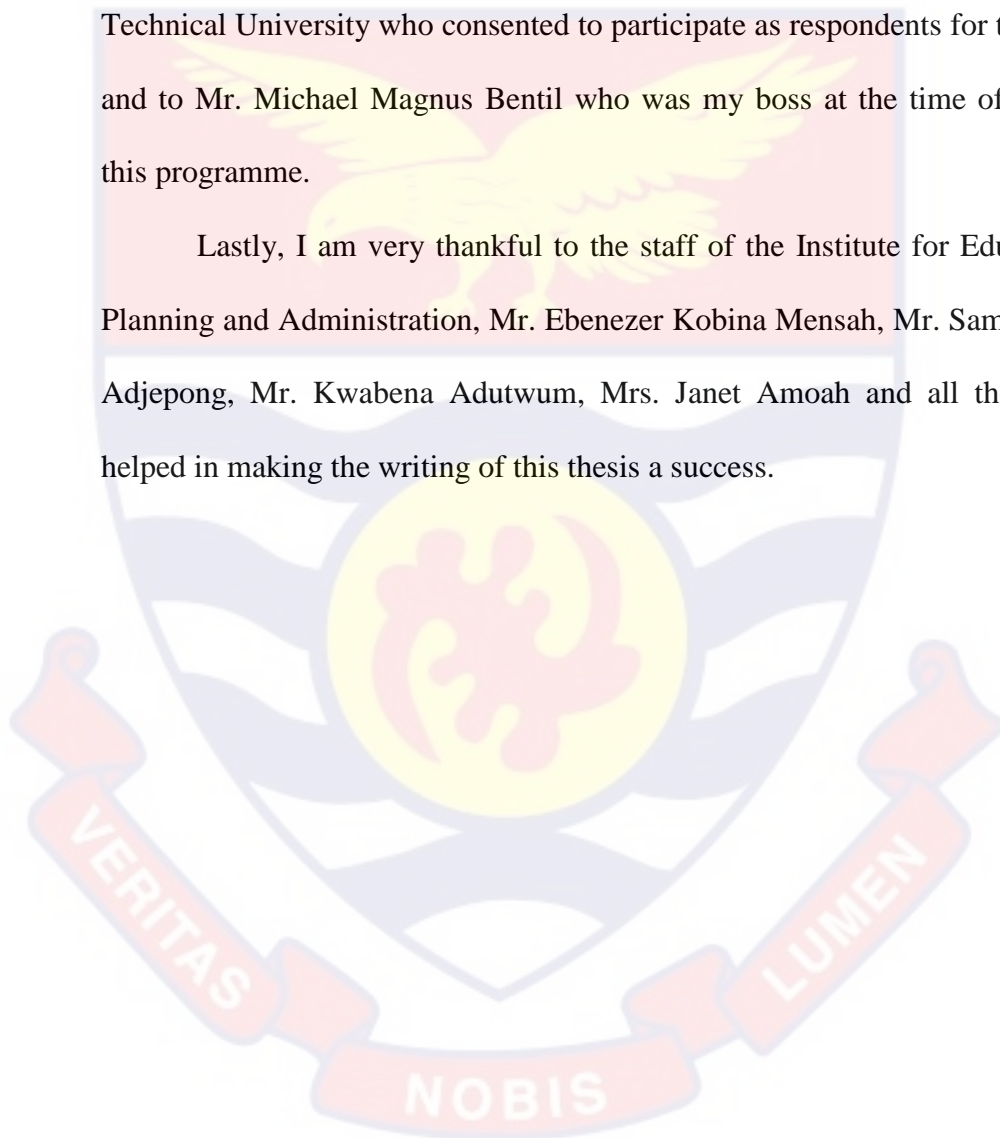 Technical University who consented to participate as respondents for t
and to Mr. Michael Magnus Bentil who was my boss at the time of
this programme.
Lastly, I am very thankful to the staff of the Institute for Edu
Planning and Administration, Mr. Ebenezer Kobina Mensah, Mr. Sam
Adjepong, Mr. Kwabena Adutwum, Mrs. Janet Amoah and all th
helped in making the writing of this thesis a success.
VERITAS
NOBIS
LUMEN